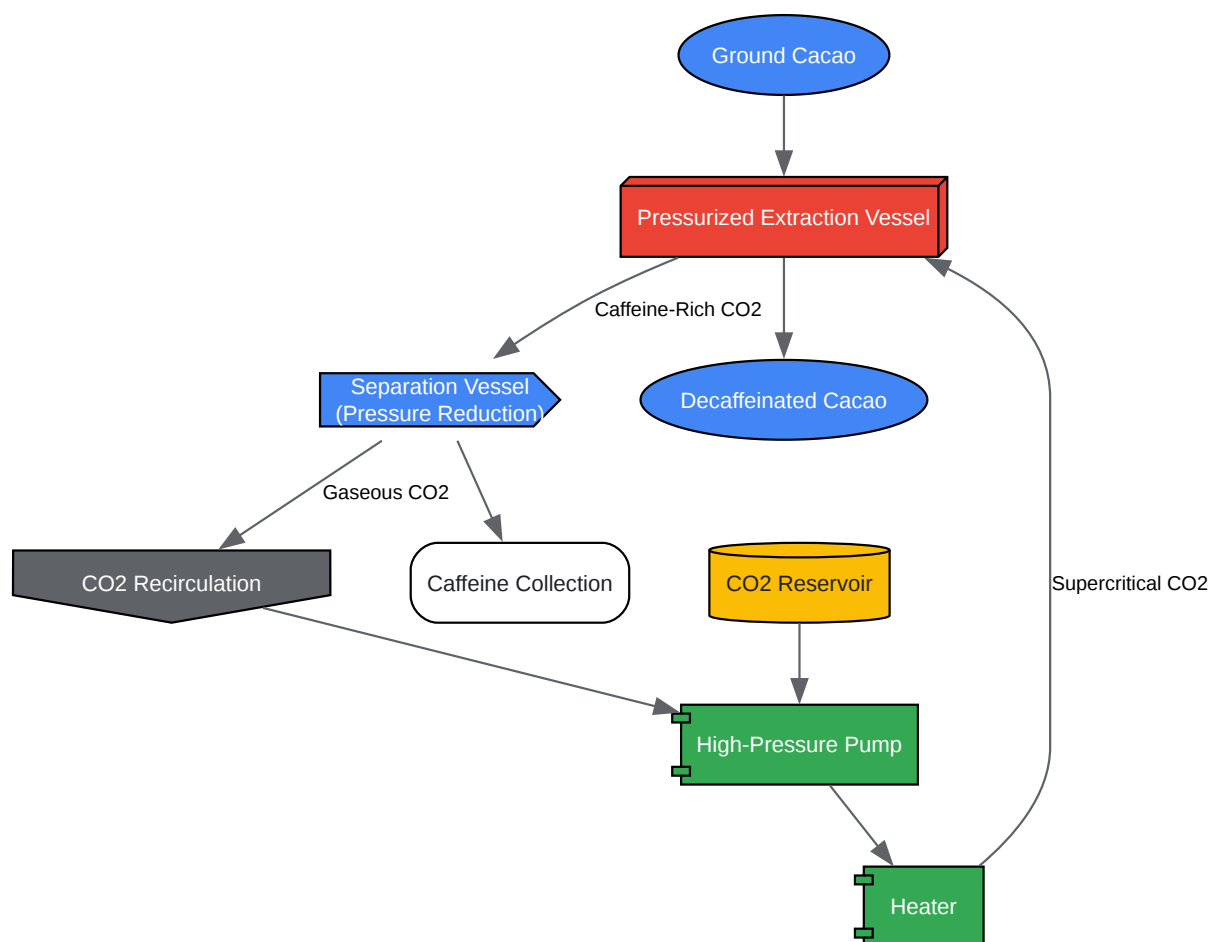 Ground Cacao
Pressurized Extraction Vessel
Caffeine-Rich CO2
Separation Vessel
(Pressure Reduction)
Decaffeinated Cacao
Gaseous CO2
CO2 Recirculation
Caffeine Collection
CO2 Reservoir
Supercritical CO2
High-Pressure Pump
Heater